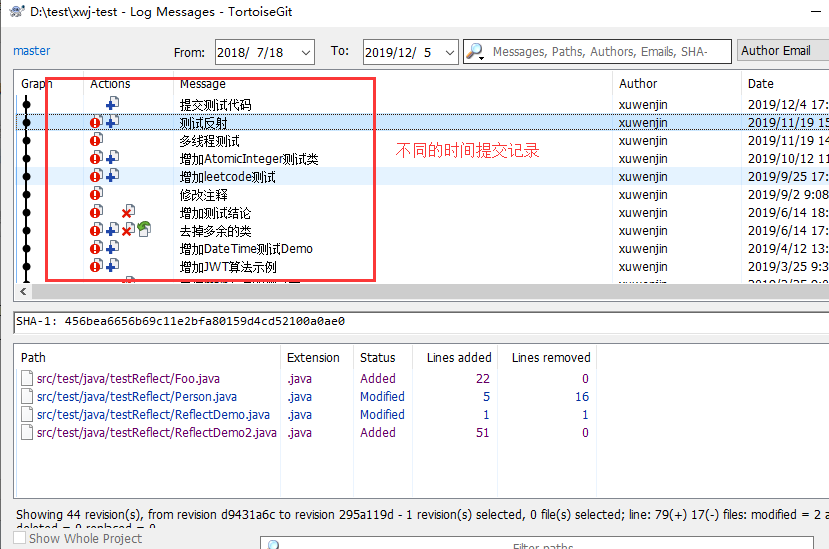 D:\test\xwj-test - Log Messages - TortoiseGit
master From: 2018/ 7/18 To: 2019/12/ 5 Messages, Paths, Authors, Emails, SHA- Author Email
Graph Actions Message Author Date
提交测试代码 xuwenjin 2019/12/4 17:
测试反射 xuwenjin 2019/11/19 15
多线程测试 xuwenjin 2019/11/19 14
不同的时间提交记录
增加AtomicInteger测试类 xuwenjin 2019/10/12 11
增加leetcode测试 xuwenjin 2019/9/25 17:
修改注释 xuwenjin 2019/9/2 9:08
增加测试结论 xuwenjin 2019/6/14 18:
去掉多余的类 xuwenjin 2019/6/14 17:
增加DateTime测试Demo xuwenjin 2019/4/12 13:
增加JWT算法示例 xuwenjin 2019/3/25 9:3
SHA-1: 456bea6656b69c11e2bfa80159d4cd52100a0ae0
Path Extension Status Lines added Lines removed
src/test/java/testReflect/Foo.java .java Added 22 0
src/test/java/testReflect/Person.java .java Modified 5 16
src/test/java/testReflect/ReflectDemo.java .java Modified 1 1
src/test/java/testReflect/ReflectDemo2.java .java Added 51 0
Showing 44 revision(s), from revision d9431a6c to revision 295a119d - 1 revision(s) selected, 0 file(s) selected; line: 79(+) 17(-) files: modified = 2 a
deleted = 0 replaced = 0
Show Whole Project Filter paths